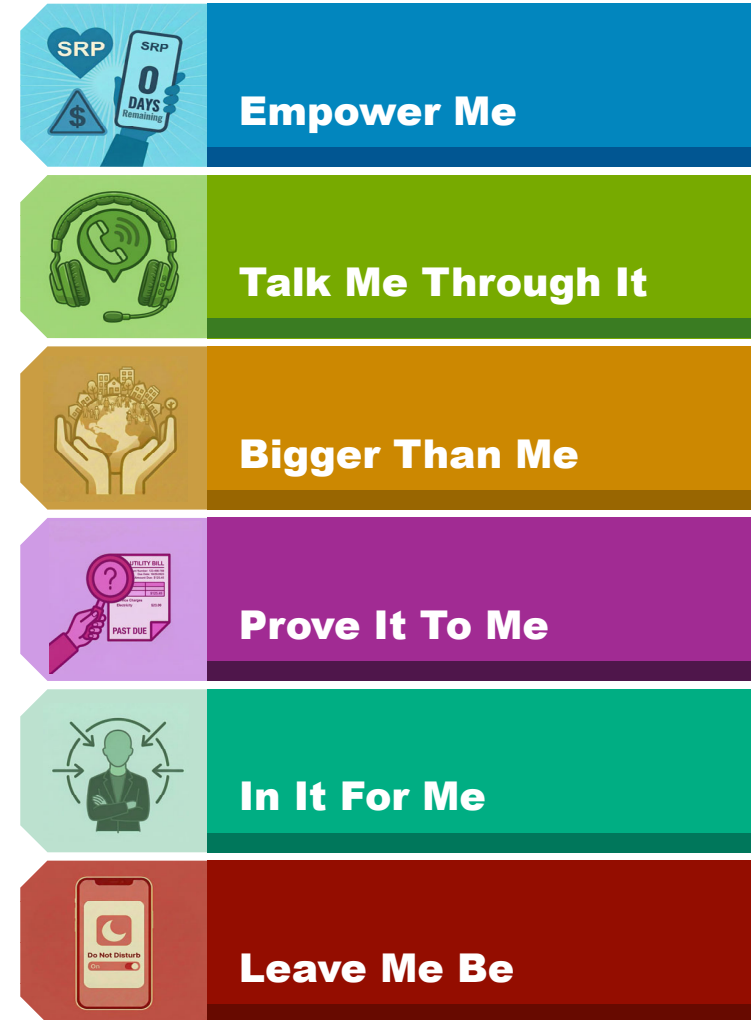 SRP
SRP
0
DAYS
Remaining
$
Empower Me
Talk Me Through It
Bigger Than Me
?
UTILITY BILL
PAST DUE
Prove It To Me
In It For Me
Do Not Disturb
On
Leave Me Be